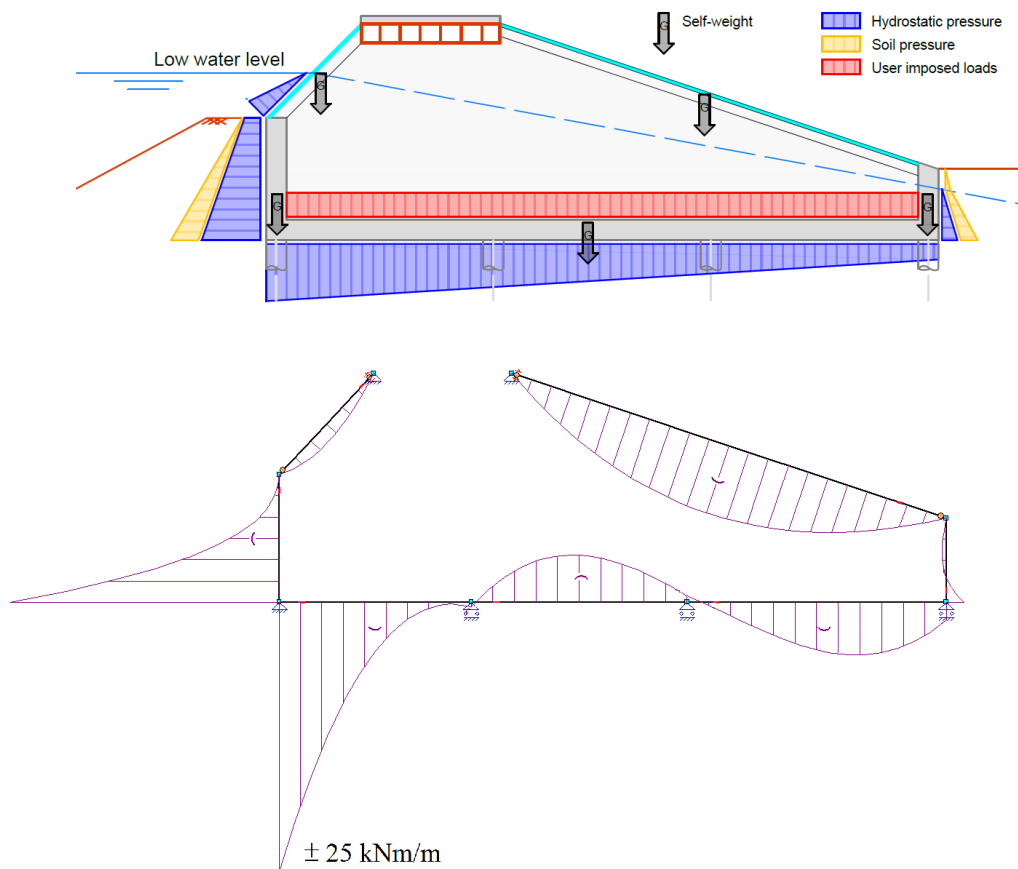 Self-weight
Hydrostatic pressure
Soil pressure
User imposed loads
Low water level
G
G
G
G
G
G
± 25 kNm/m